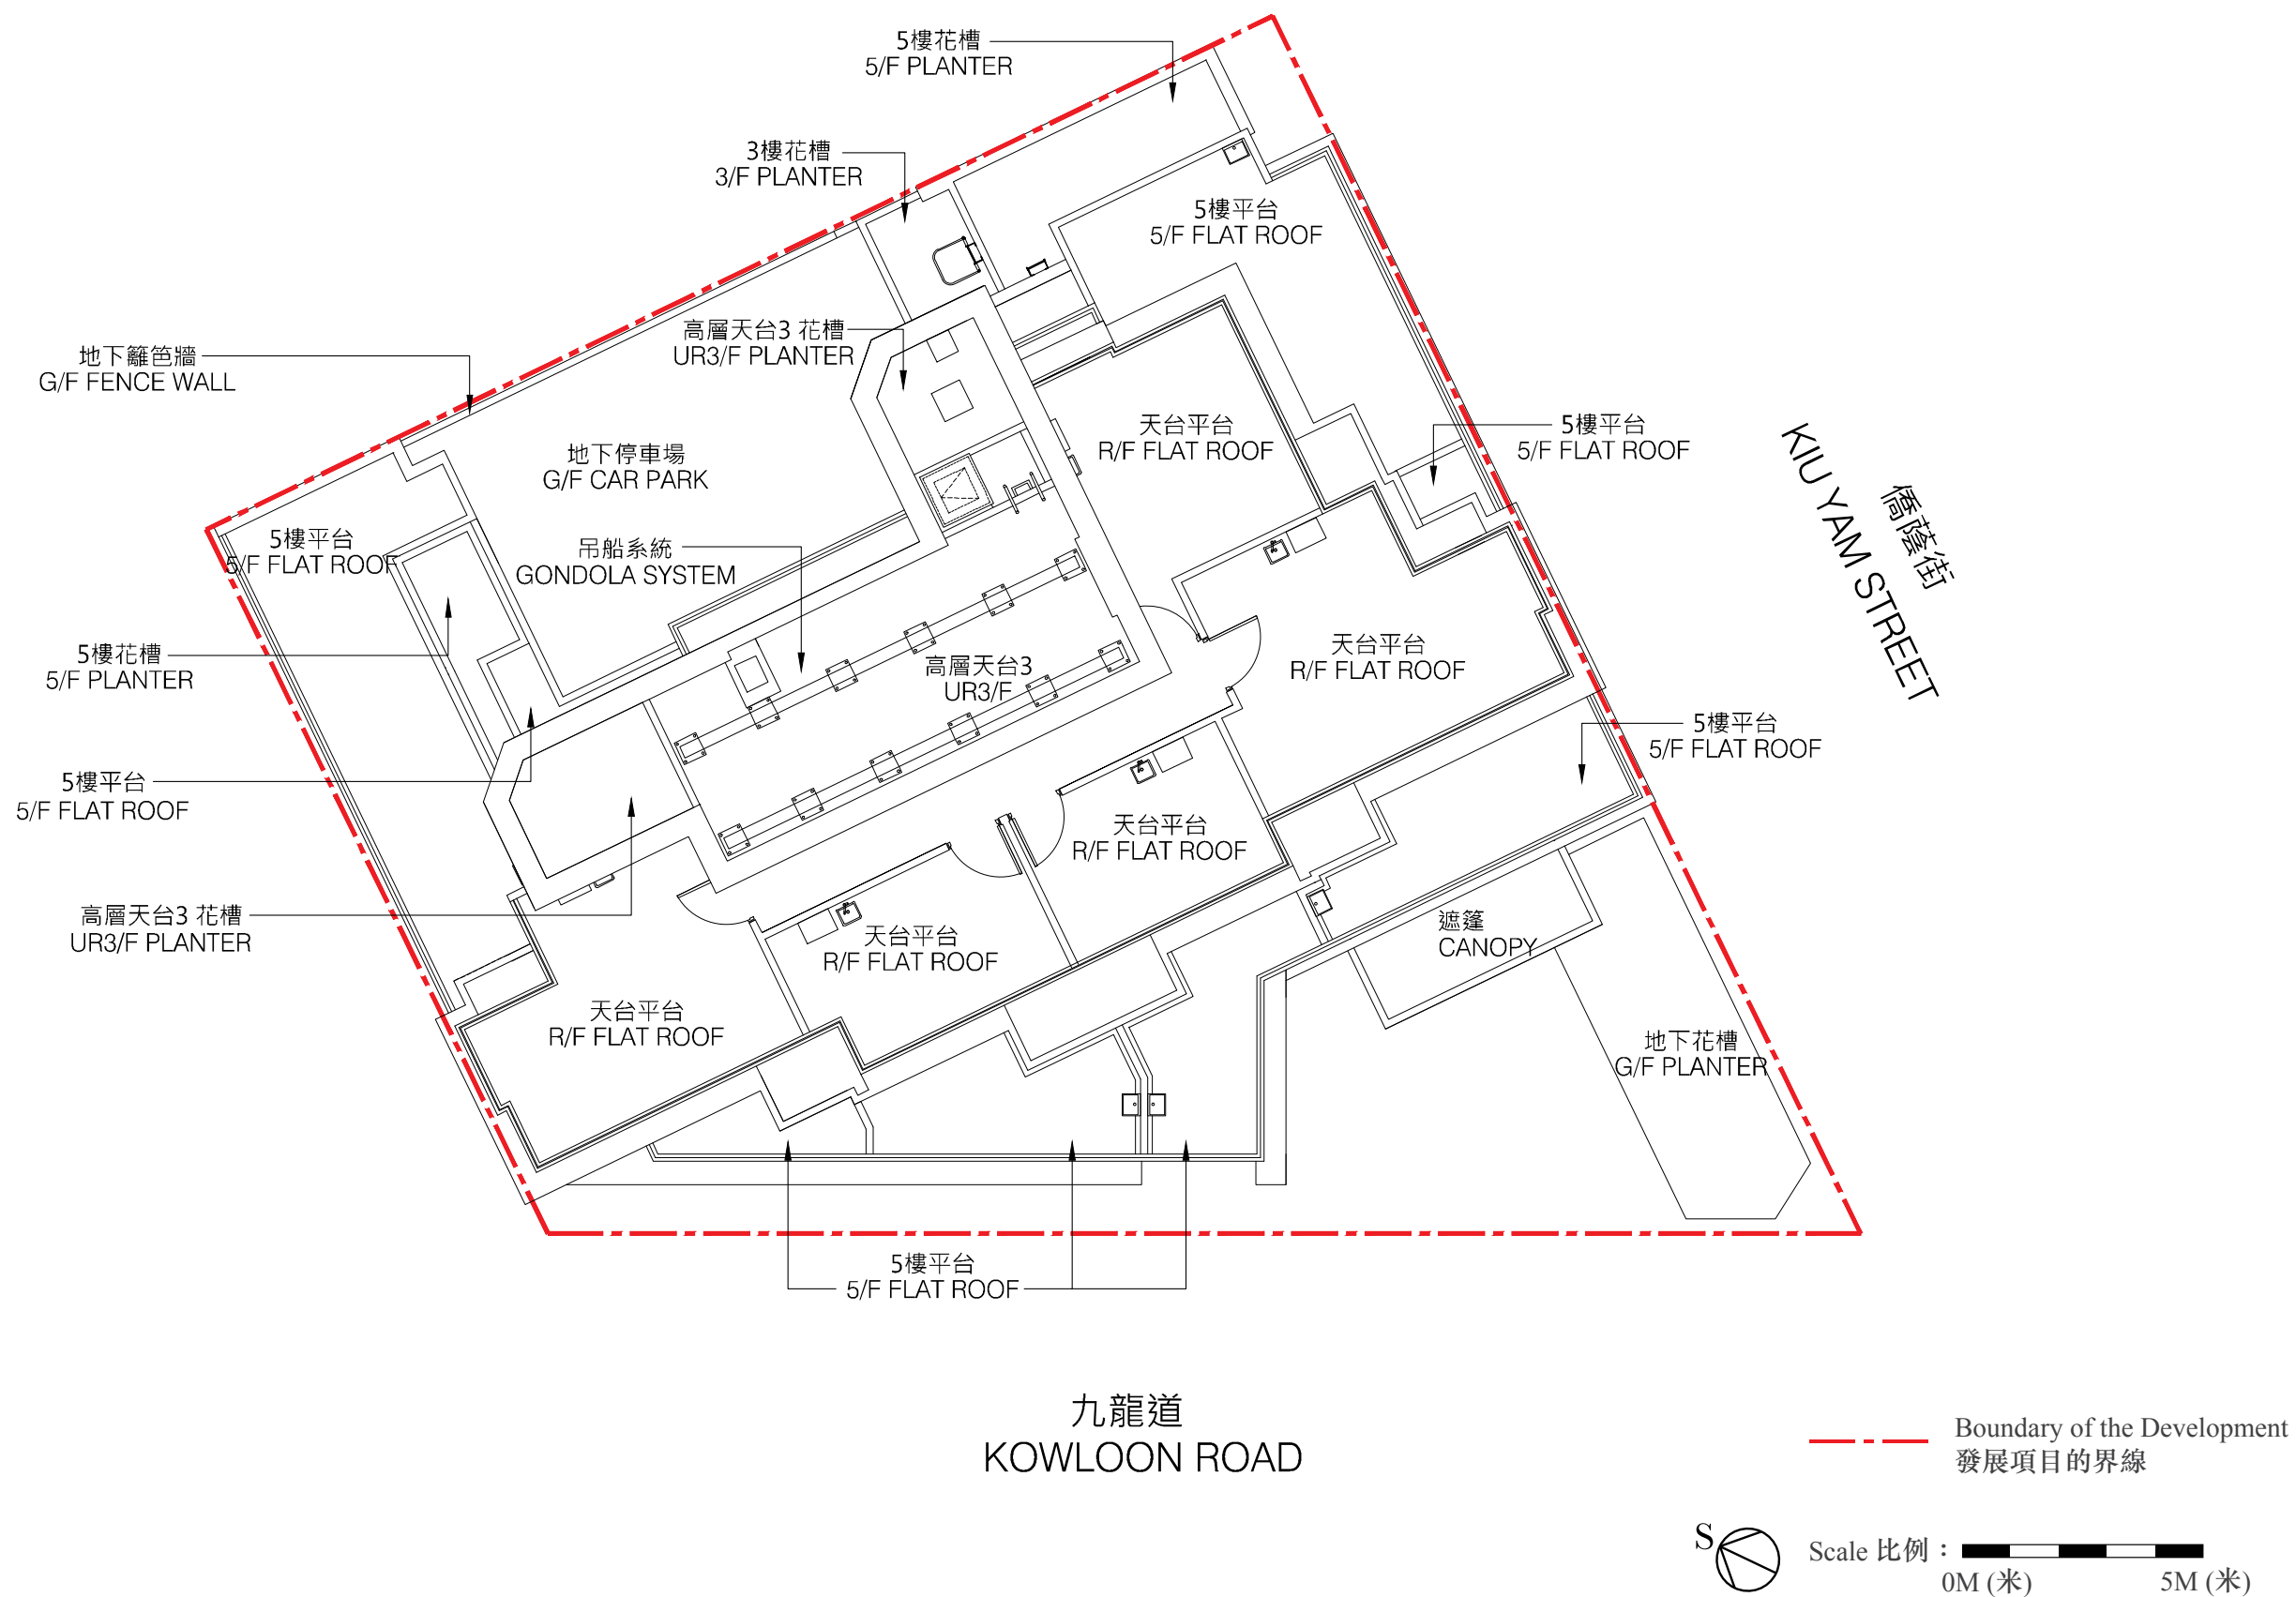 5樓花槽
5/F PLANTER
3樓花槽
3/F PLANTER
5樓平台
5/F FLAT ROOF
高層天台3 花槽
UR3/F PLANTER
地下籬笆牆
G/F FENCE WALL
天台平台
R/F FLAT ROOF
5樓平台
5/F FLAT ROOF
地下停車場
G/F CAR PARK
僑蔭街
KIU YAM STREET
5樓平台
5/F FLAT ROOF
吊船系統
GONDOLA SYSTEM
5樓花槽
5/F PLANTER
高層天台3
UR3/F
天台平台
R/F FLAT ROOF
5樓平台
5/F FLAT ROOF
5樓平台
5/F FLAT ROOF
天台平台
R/F FLAT ROOF
高層天台3 花槽
UR3/F PLANTER
天台平台
R/F FLAT ROOF
遮篷
CANOPY
天台平台
R/F FLAT ROOF
地下花槽
G/F PLANTER
5樓平台
5/F FLAT ROOF
九龍道
KOWLOON ROAD
Boundary of the Development
發展項目的界線
S
Scale 比例：
0M (米) 5M (米)